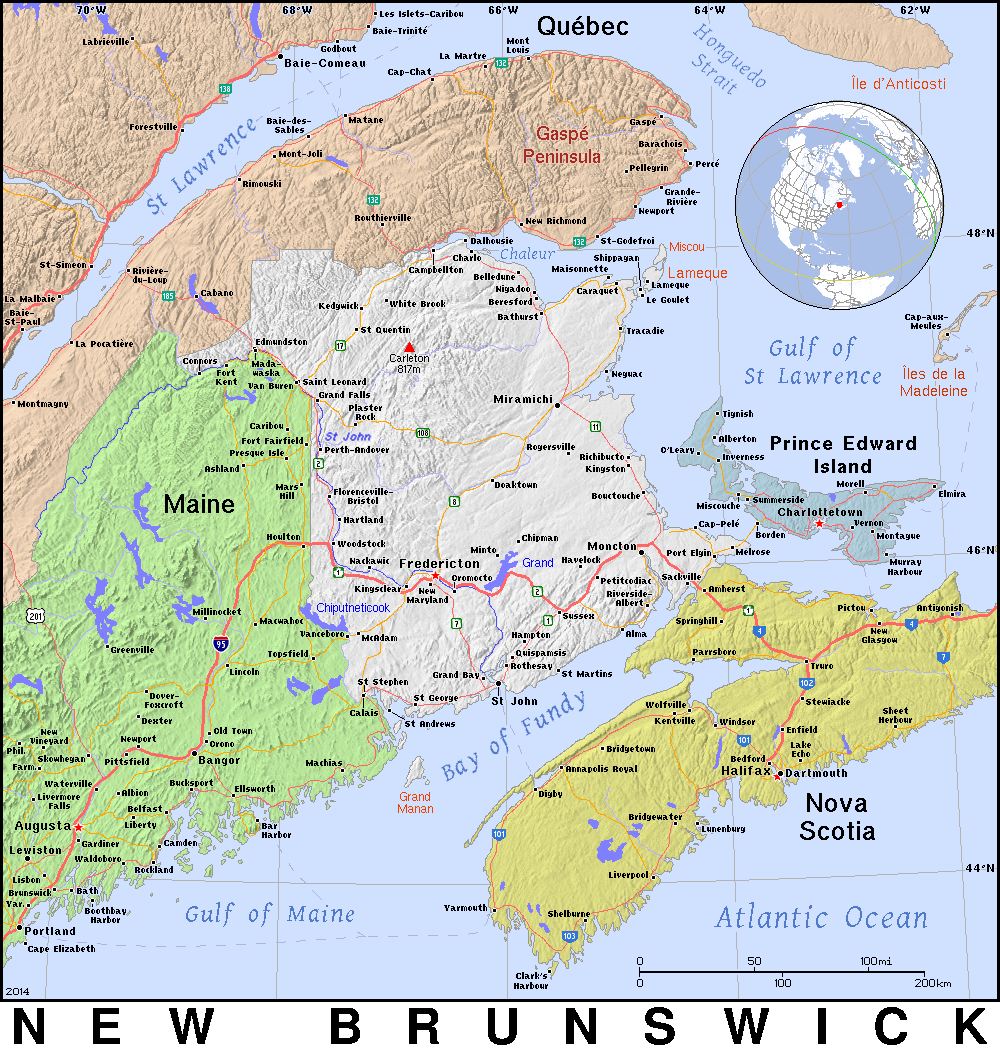 70°W
68°W
66°W
64°W
62°W
Les Islets-Caribou
Baie-Trinité
Labrieville
Godbout
Baie-Comeau
La Martre
Mont
Louis
Québec
Honguedo
Strait
Île d'Anticosti
138
132
Cap-Chat
Forestville
St Lawrence
Baie-des-
Sables
Matane
Gaspé
Peninsula
Gaspé
Barachois
Mont-Joli
Percé
Pellegrin
Rimouski
132
Grande-
Rivière
Newport
Routhierville
New Richmond
132
St-Godefroi
48°N
Dalhousie
Chaleur
Miscou
St-Simeon
Rivière-
du-Loup
Charlo
Campbellton
Shippagan
Maisonnette
Lameque
Belledune
Lameque
Le Goulet
La Malbaie
185
Cabano
Nigadoo
Caraquet
Kedgwick
White Brook
Beresford
Baie-
St-Paul
Bathurst
Cap-aux-
Meules
St Quentin
Tracadie
La Pocatière
17
Edmundston
Carleton
817m
Gulf of
St Lawrence
Connors
Fort
Kent
Mada-
waska
Neguac
Îles de la
Madeleine
Van Buren
Saint Leonard
Grand Falls
Montmagny
Plaster
Rock
Miramichi
Tignish
Caribou
St John
108
11
Alberton
Prince Edward
Island
Fort Fairfield
Perth-Andover
Rogersville
O'Leary
Inverness
Presque Isle
Richibucto
Ashland
2
Kingston
Morell
Mars
Hill
Florenceville-
Bristol
Doaktown
Bouctouche
Elmira
Miscouche
Summerside
Maine
8
Charlottetown
Hartland
Cap-Pelé
Vernon
Borden
Montague
Houlton
Woodstock
Chipman
Moncton
Minto
Port Elgin
Melrose
46°N
Nackawic
Fredericton
Grand
Havelock
Murray
Harbour
1
Oromocto
Petitcodiac
Sackville
Kingsclear
New
Maryland
2
Riverside-
Albert
Amherst
201
Millinocket
Chiputneticook
Sussex
1
Pictou
Antigonish
Macwahoc
7
1
Springhill
4
New
Glasgow
4
Vanceboro
McAdam
Hampton
Alma
95
Greenville
Topsfield
Quispamsis
Parrsboro
7
Lincoln
Rothesay
Truro
Grand Bay
St Martins
102
St Stephen
Dover-
Foxcroft
St George
St John
Stewiacke
Calais
St Andrews
Wolfville
Kentville
Sheet
Harbour
Dexter
Bay of Fundy
Windsor
New
Vineyard
Old Town
Enfield
Phil.
Newport
Orono
101
Lake
Echo
Skowhegan
Bridgetown
Farm.
Pittsfield
Bangor
Bedford
Machias
Annapolis Royal
Halifax
Dartmouth
Waterville
Bucksport
Ellsworth
Grand
Manan
Digby
Livermore
Falls
Albion
Nova
Scotia
Belfast
Liberty
Bridgewater
Augusta
Bar
Harbor
Lunenburg
101
Gardiner
Camden
Lewiston
Waldoboro
Rockland
44°N
Lisbon
Liverpool
Brunswick
Bath
Yar.
Boothbay
Harbor
Gulf of Maine
Yarmouth
Shelburne
Atlantic Ocean
Portland
103
Cape Elizabeth
0 50 100mi
Clark's
Harbour
0 100 200km
2014
NEW BRUNSWICK